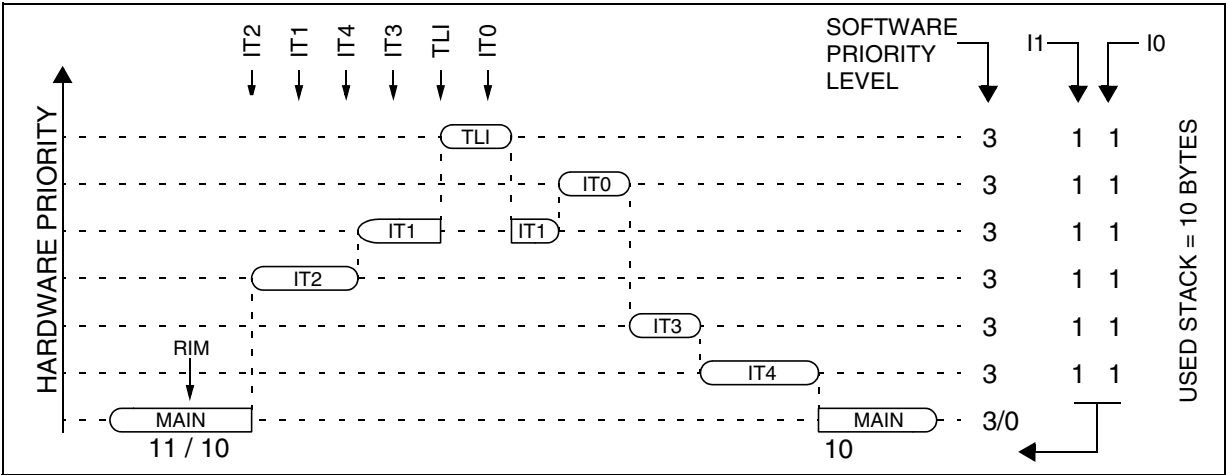 IT2
IT1
IT4
IT3
TLI
IT0
SOFTWARE
PRIORITY
LEVEL
I1
I0
HARDWARE PRIORITY
TLI
3 1 1
IT0
3 1 1
IT1
IT1
3 1 1
IT2
3 1 1
IT3
3 1 1
RIM
IT4
3 1 1
MAIN
MAIN
3/0
11 / 10
10
USED STACK = 10 BYTES